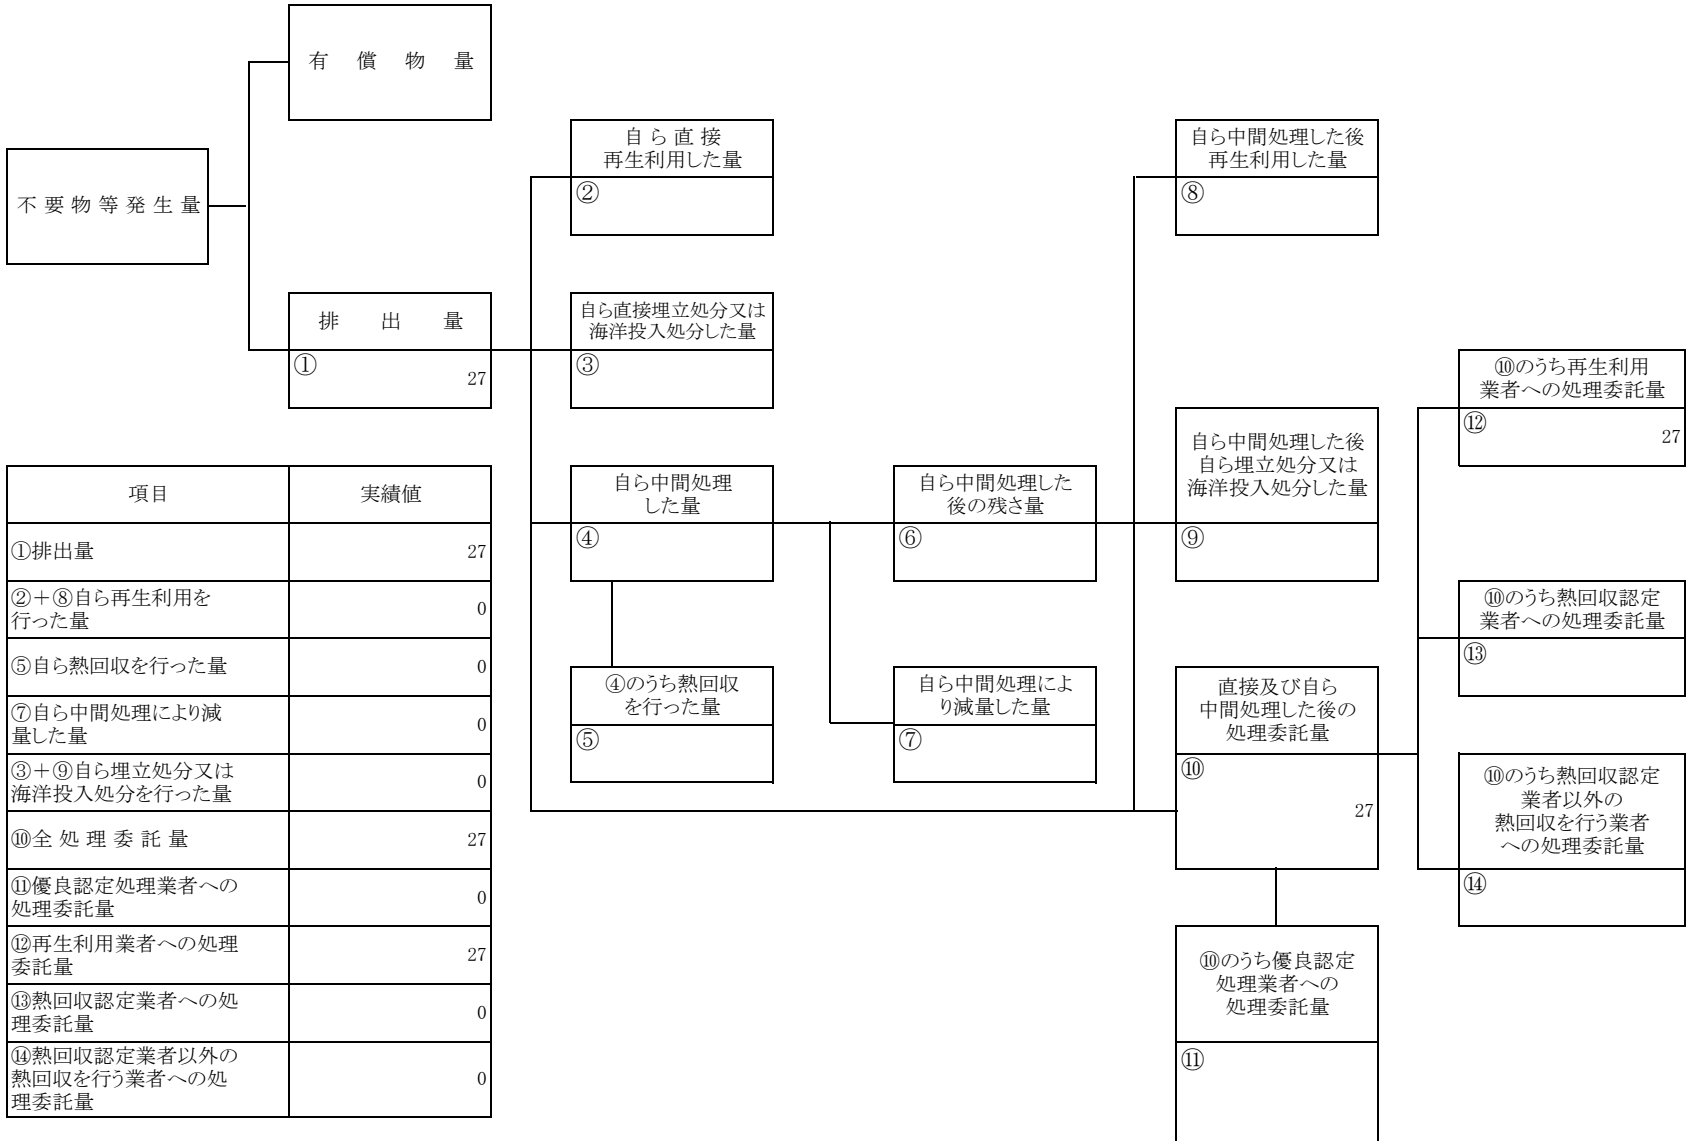 有償物量
不要物等発生量
排出量
①
27
自ら直接
再生利用した量
②
自ら直接埋立処分又は
海洋投入処分した量
③
自ら中間処理
した量
④
④のうち熱回収
を行った量
⑤
自ら中間処理した
後の残さ量
⑥
自ら中間処理によ
り減量した量
⑦
自ら中間処理した後
再生利用した量
⑧
自ら中間処理した後
自ら埋立処分又は
海洋投入処分した量
⑨
直接及び自ら
中間処理した後の
処理委託量
⑩
27
⑩のうち優良認定
処理業者への
処理委託量
⑪
⑩のうち再生利用
業者への処理委託量
⑫
27
⑩のうち熱回収認定
業者への処理委託量
⑬
⑩のうち熱回収認定
業者以外の
熱回収を行う業者
への処理委託量
⑭
項目 実績値
①排出量 27
②＋⑧自ら再生利用を
行った量 0
⑤自ら熱回収を行った量 0
⑦自ら中間処理により減
量した量 0
③＋⑨自ら埋立処分又は
海洋投入処分を行った量 0
⑩全処理委託量 27
⑪優良認定処理業者への
処理委託量 0
⑫再生利用業者への処理
委託量 27
⑬熱回収認定業者への処
理委託量 0
⑭熱回収認定業者以外の
熱回収を行う業者への処
理委託量 0